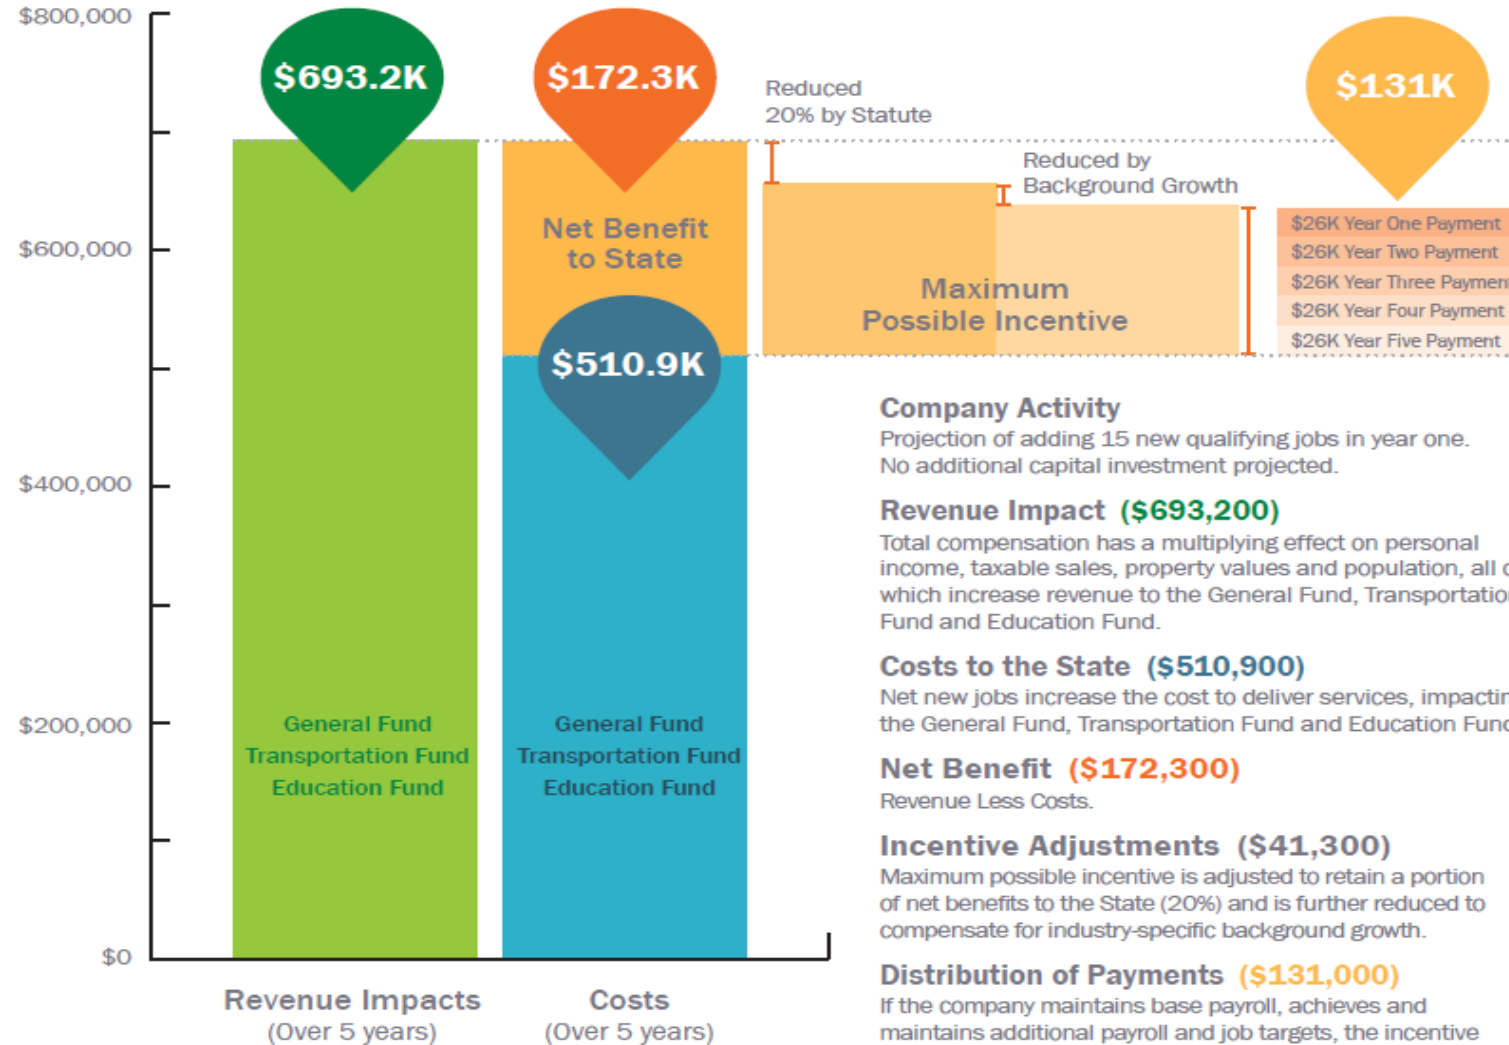 $800,000
$600,000
$400,000
$200,000
$0
$693.2K
General Fund
Transportation Fund
Education Fund
Revenue Impacts
(Over 5 years)
$172.3K
Net Benefit
to State
$510.9K
General Fund
Transportation Fund
Education Fund
Costs
(Over 5 years)
Reduced
20% by Statute
Reduced by
Background Growth
Maximum
Possible Incentive
$131K
$26K Year One Payment
$26K Year Two Payment
$26K Year Three Paymen
$26K Year Four Payment
$26K Year Five Payment
Company Activity
Projection of adding 15 new qualifying jobs in year one.
No additional capital investment projected.
Revenue Impact ($693,200)
Total compensation has a multiplying effect on personal
income, taxable sales, property values and population, all
which increase revenue to the General Fund, Transportatio
Fund and Education Fund.
Costs to the State ($510,900)
Net new jobs increase the cost to deliver services, impactin
the General Fund, Transportation Fund and Education Fund
Net Benefit ($172,300)
Revenue Less Costs.
Incentive Adjustments ($41,300)
Maximum possible incentive is adjusted to retain a portion
of net benefits to the State (20%) and is further reduced to
compensate for industry-specific background growth.
Distribution of Payments ($131,000)
If the company maintains base payroll, achieves and
maintains additional payroll and job targets, the incentive